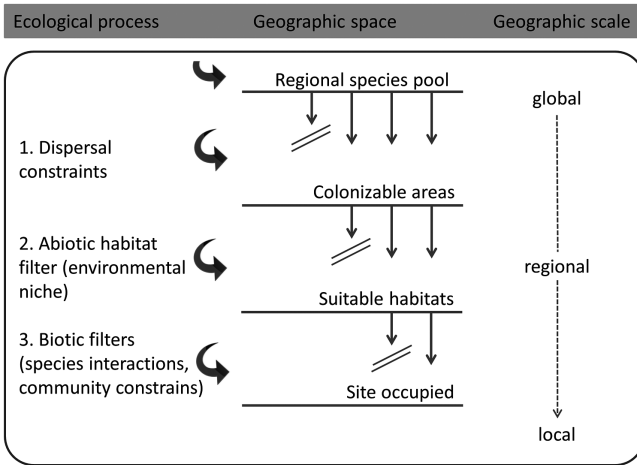 Ecological process
Geographic space
Geographic scale
Regional species pool
global
1. Dispersal
constraints
Colonizable areas
2. Abiotic habitat
filter (environmental
niche)
regional
Suitable habitats
3. Biotic filters
(species interactions,
community constrains)
Site occupied
local